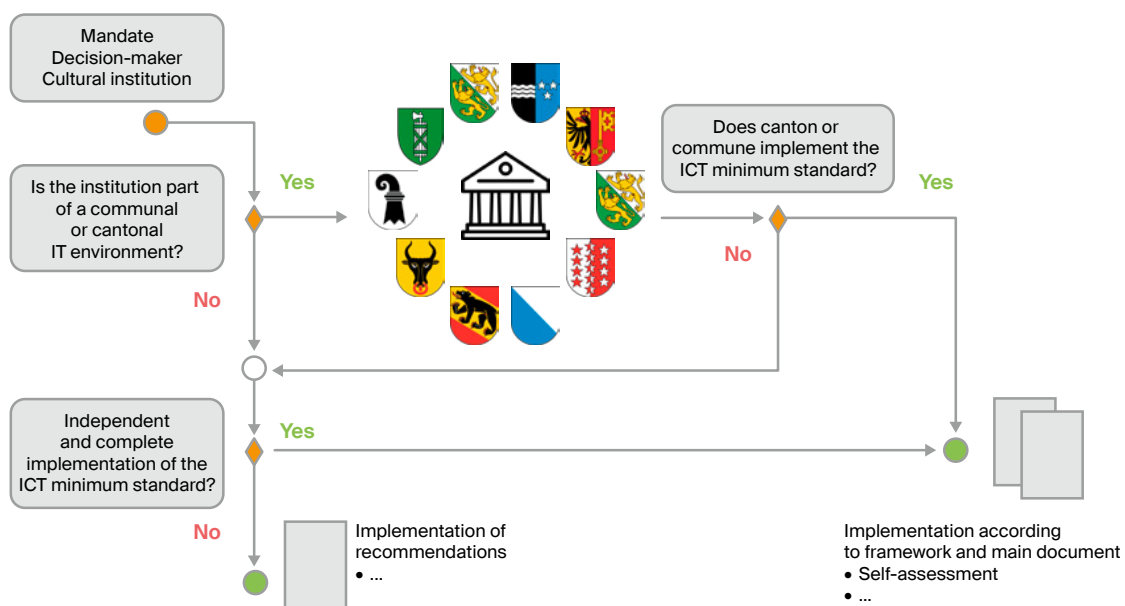 Mandate
Decision-maker
Cultural institution
Is the institution part
of a communal
or cantonal
IT environment?
Yes
No
Does canton or
commune implement the
ICT minimum standard?
Yes
No
Independent
and complete
implementation of the
ICT minimum standard?
Yes
No
Implementation of
recommendations
• ...
Implementation according
to framework and main document
• Self-assessment
• ...